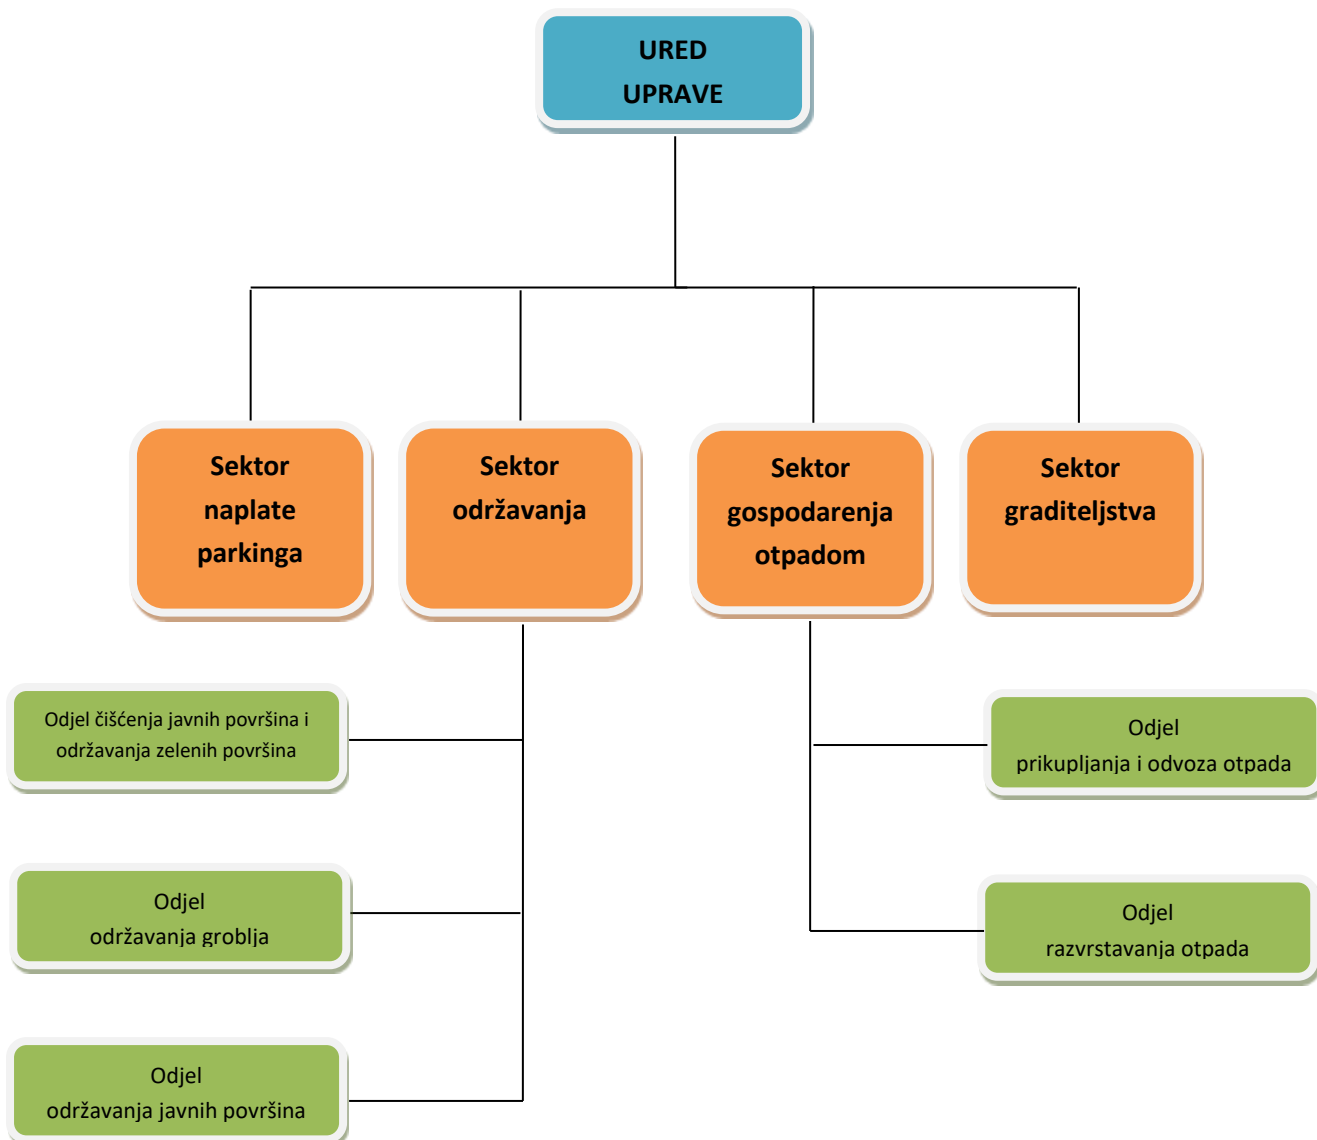 URED
UPRAVE
Sektor
naplate
parkinga
Sektor
održavanja
Sektor
gospodarenja
otpadom
Sektor
graditeljstva
Odjel čišćenja javnih površina i
održavanja zelenih površina
Odjel
prikupljanja i odvoza otpada
Odjel
održavanja groblja
Odjel
razvrstavanja otpada
Odjel
održavanja javnih površina